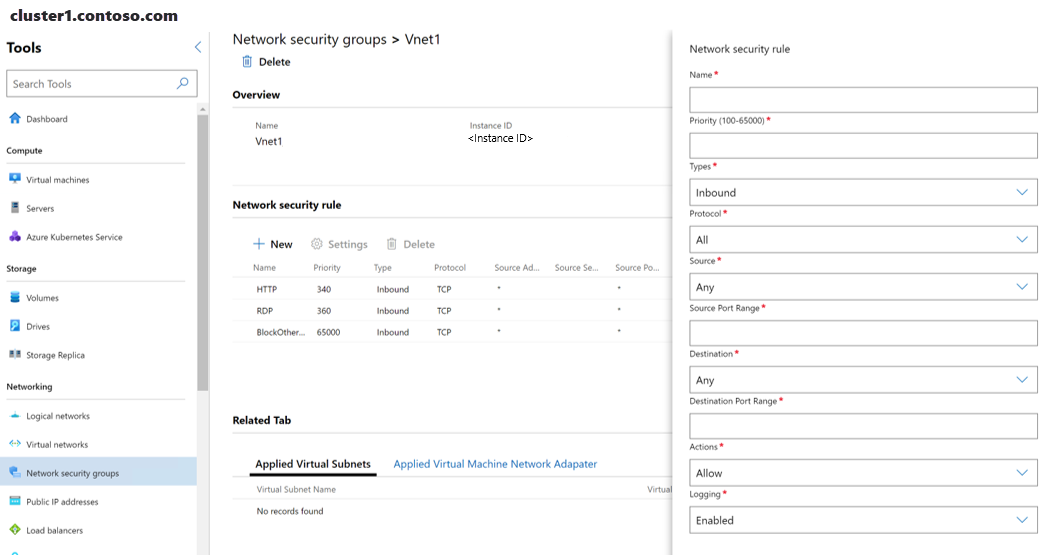 cluster1.contoso.com
Tools
Search Tools
Dashboard
Compute
Virtual machines
Servers
Azure Kubernetes Service
Storage
Volumes
Drives
Storage Replica
Networking
Logical networks
Virtual networks
Network security groups
Public IP addresses
Load balancers
Network security groups > Vnet1
Delete
Overview
Name Instance ID
Vnet1 <Instance ID>
Network security rule
New Settings Delete
Name Priority Type Protocol Source Ad... Source Se... Source Po...
HTTP 340 Inbound TCP * *
RDP 360 Inbound TCP * *
BlockOther... 65000 Inbound TCP * *
Related Tab
Applied Virtual Subnets Applied Virtual Machine Network Adapater
Virtual Subnet Name Virtual
No records found
Network security rule
Name*
Priority (100-65000)*
Types*
Inbound
Protocol*
All
Source*
Any
Source Port Range*
Destination*
Any
Destination Port Range*
Actions*
Allow
Logging*
Enabled